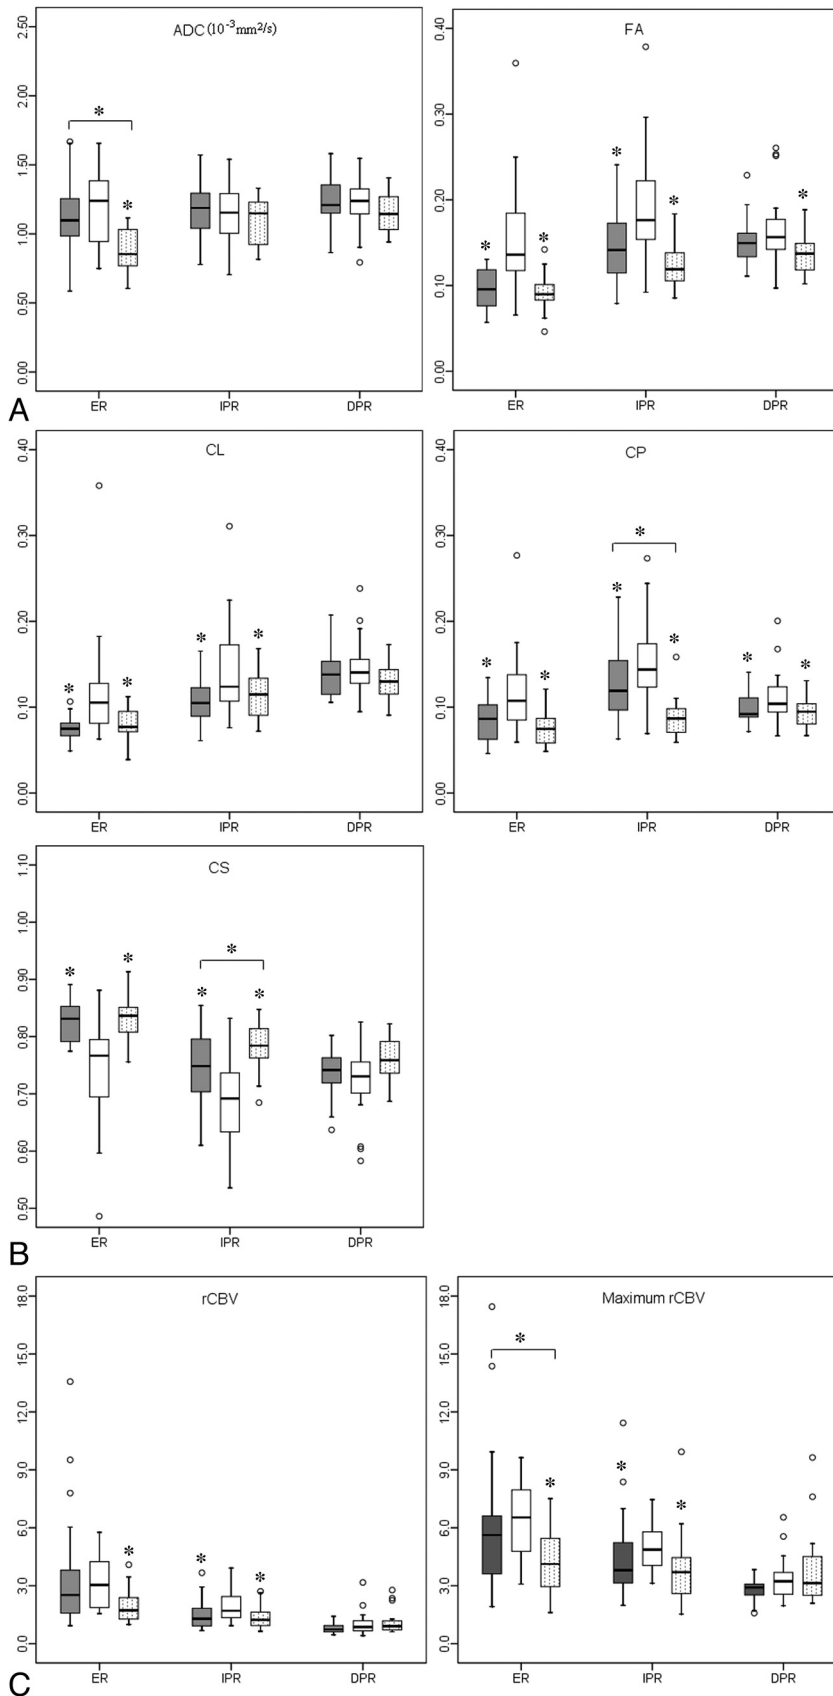 ADC (10⁻³mm²/s)
2.50
2.00
1.50
1.00
0.50
0.00
*
*
ER
IPR
DPR
FA
0.40
0.30
0.20
0.10
0.00
*
*
*
*
*
ER
IPR
DPR
A
CL
0.40
0.30
0.20
0.10
0.00
*
*
*
*
ER
IPR
DPR
CP
0.40
0.30
0.20
0.10
0.00
*
*
*
*
*
*
*
ER
IPR
DPR
CS
1.10
1.00
0.90
0.80
0.70
0.60
0.50
*
*
*
*
*
ER
IPR
DPR
B
rCBV
18.0
15.0
12.0
9.0
6.0
3.0
0.0
*
*
*
ER
IPR
DPR
Maximum rCBV
18.0
15.0
12.0
9.0
6.0
3.0
0.0
*
*
*
*
ER
IPR
DPR
C